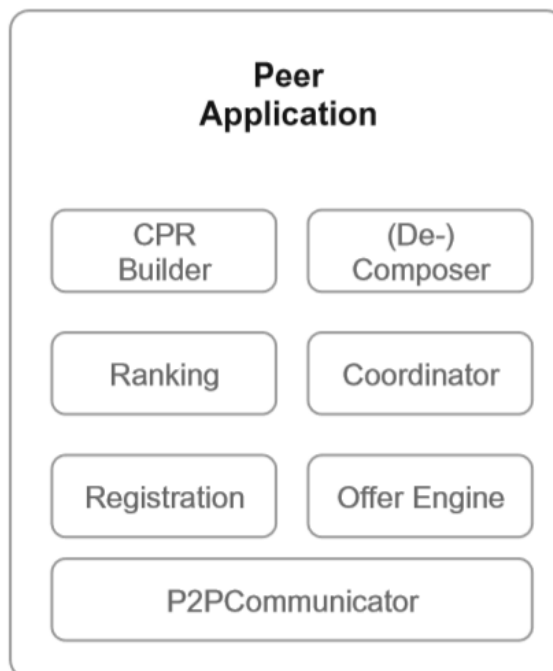 Peer
Application
CPR
Builder
(De-)
Composer
Ranking
Coordinator
Registration
Offer Engine
P2PCommunicator